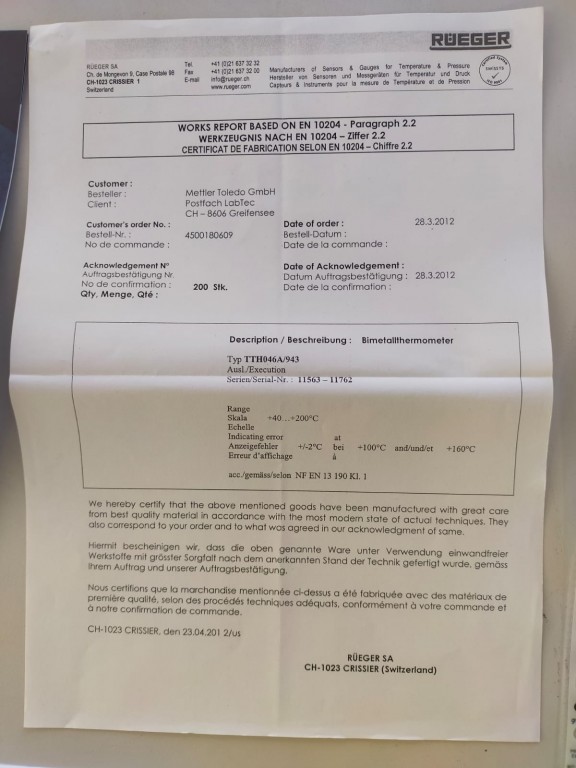 RÜEGER
RÜEGER SA
Ch. de Mongevon 9, Case Postale 98
CH-1023 CRISSIER 1
Switzerland
Tel. +41 (0)21 637 32 32
Fax +41 (0)21 637 32 00
E-mail info@rueger.ch
www.rueger.com
Manufacturers of Sensors & Gauges for Temperature & Pressure
Hersteller von Sensoren und Messgeräten für Temperatur und Druck
Capteurs & Instruments pour la mesure de Température et de Pression
WORKS REPORT BASED ON EN 10204 - Paragraph 2.2
WERKZEUGNIS NACH EN 10204 – Ziffer 2.2
CERTIFICAT DE FABRICATION SELON EN 10204 – Chiffre 2.2
Customer :
Besteller : Mettler Toledo GmbH
Client : Postfach LabTec
CH – 8606 Greifensee
Customer's order No. : Date of order : 28.3.2012
Bestell-Nr. : 4500180609 Bestell-Datum :
No de commande : Date de la commande :
Acknowledgement N° Date of Acknowledgement :
Auftragsbestätigung Nr. Datum Auftragsbestätigung : 28.3.2012
No de confirmation : 200 Stk. Date de la confirmation :
Qty, Menge, Qté :
Description / Beschreibung : Bimetallthermometer
Typ TTH046A/943
Ausf./Execution
Serien/Serial-Nr. : 11563 – 11762
Range
Skala +40…+200°C
Echelle
Indicating error at
Anzeigefehler +/-2°C bei +100°C and/und/et +160°C
Erreur d'affichage à
acc./gemäss/selon NF EN 13 190 Kl. 1
We hereby certify that the above mentioned goods have been manufactured with great care
from best quality material in accordance with the most modern state of actual techniques. They
also correspond to your order and to what was agreed in our acknowledgment of same.
Hiermit bescheinigen wir, dass die oben genannte Ware unter Verwendung einwandfreier
Werkstoffe mit grösster Sorgfalt nach dem anerkannten Stand der Technik gefertigt wurde, gemäss
Ihrem Auftrag und unserer Auftragsbestätigung.
Nous certifions que la marchandise mentionnée ci-dessus a été fabriquée avec des matériaux de
première qualité, selon des procédés techniques adéquats, conformément à votre commande et
à notre confirmation de commande.
CH-1023 CRISSIER, den 23.04.201 2/us
RÜEGER SA
CH-1023 CRISSIER (Switzerland)